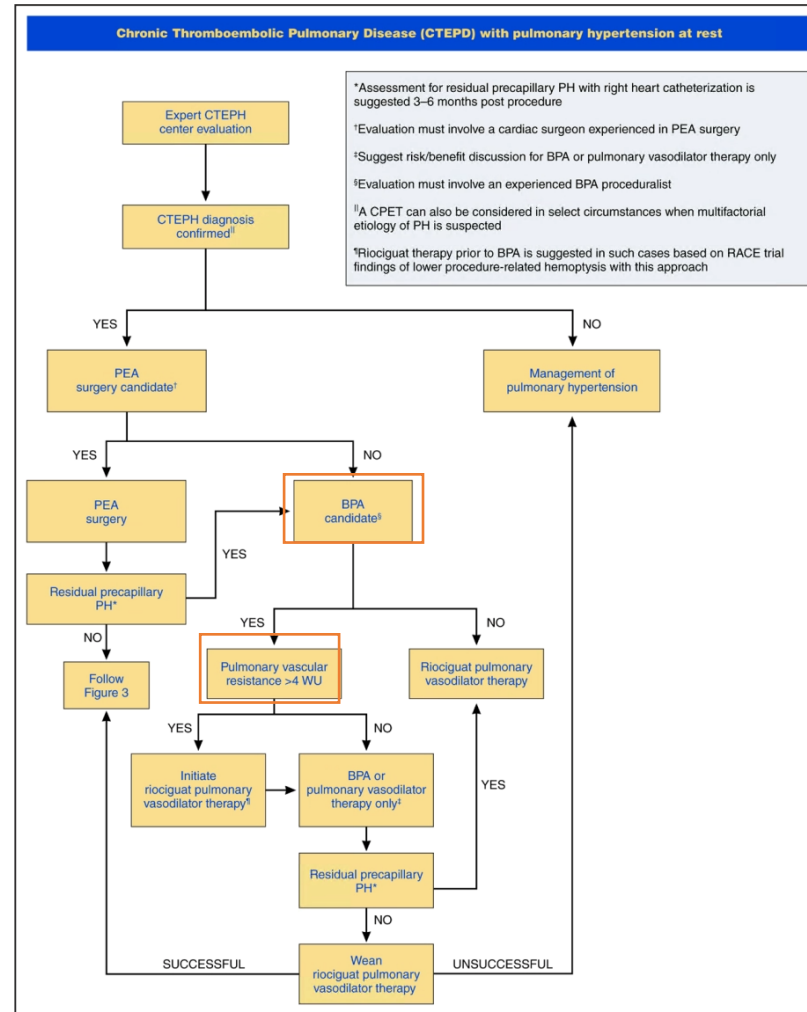 Chronic Thromboembolic Pulmonary Disease (CTEPD) with pulmonary hypertension at rest
*Assessment for residual precapillary PH with right heart catheterization is
suggested 3–6 months post procedure
†Evaluation must involve a cardiac surgeon experienced in PEA surgery
‡Suggest risk/benefit discussion for BPA or pulmonary vasodilator therapy only
§Evaluation must involve an experienced BPA proceduralist
||A CPET can also be considered in select circumstances when multifactorial
etiology of PH is suspected
¶Riociguat therapy prior to BPA is suggested in such cases based on RACE trial
findings of lower procedure-related hemoptysis with this approach
Expert CTEPH
center evaluation
CTEPH diagnosis
confirmed||
YES
NO
PEA
surgery candidate†
Management of
pulmonary hypertension
YES
NO
PEA
surgery
BPA
candidate§
YES
Residual precapillary
PH*
NO
YES
NO
Follow
Figure 3
Pulmonary vascular
resistance >4 WU
Riociguat pulmonary
vasodilator therapy
YES
NO
Initiate
riociguat pulmonary
vasodilator therapy¶
BPA or
pulmonary vasodilator
therapy only‡
YES
Residual precapillary
PH*
NO
SUCCESSFUL
Wean
riociguat pulmonary
vasodilator therapy
UNSUCCESSFUL